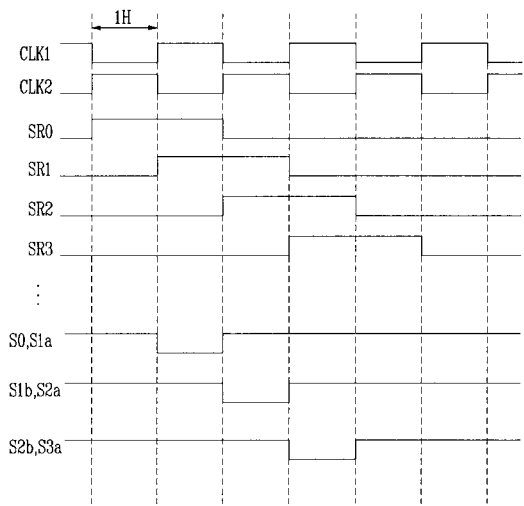 1H
CLK1
CLK2
SR0
SR1
SR2
SR3
⋮
S0,S1a
S1b,S2a
S2b,S3a